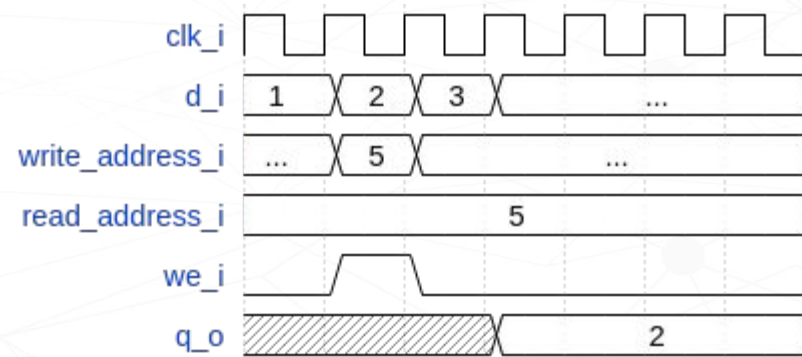 clk_i
d_i 1 2 3 ...
write_address_i ... 5 ...
read_address_i 5
we_i
q_o 2